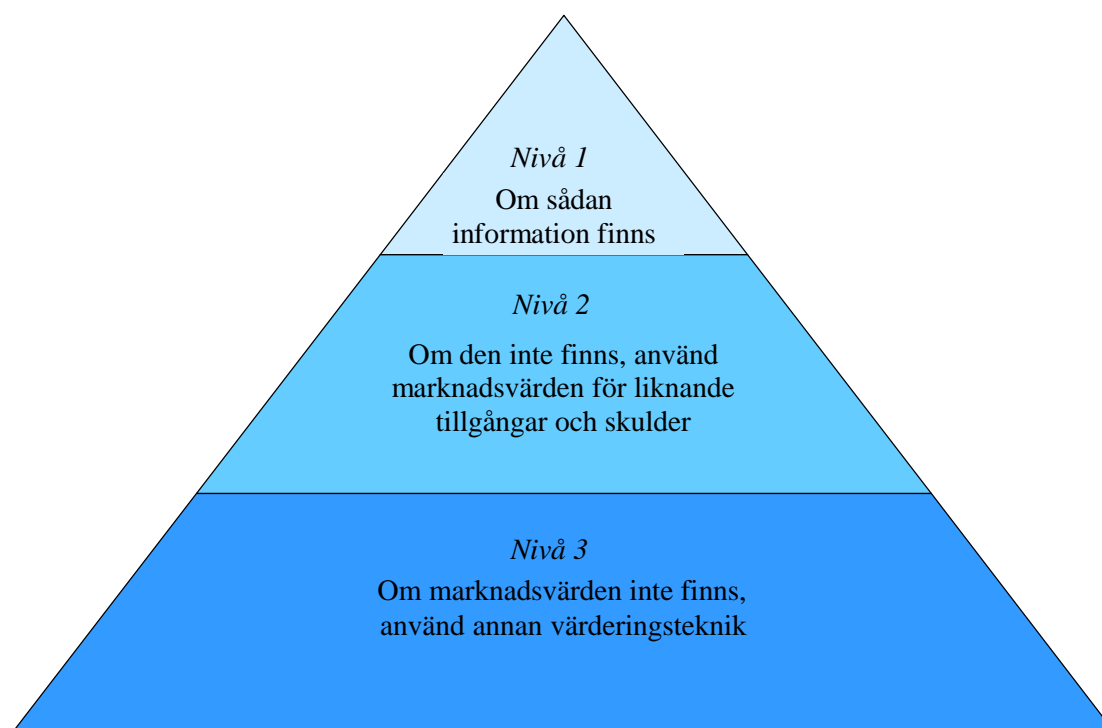 Nivå 1
Om sådan
information finns
Nivå 2
Om den inte finns, använd
marknadsvärden för liknande
tillgångar och skulder
Nivå 3
Om marknadsvärden inte finns,
använd annan värderingsteknik